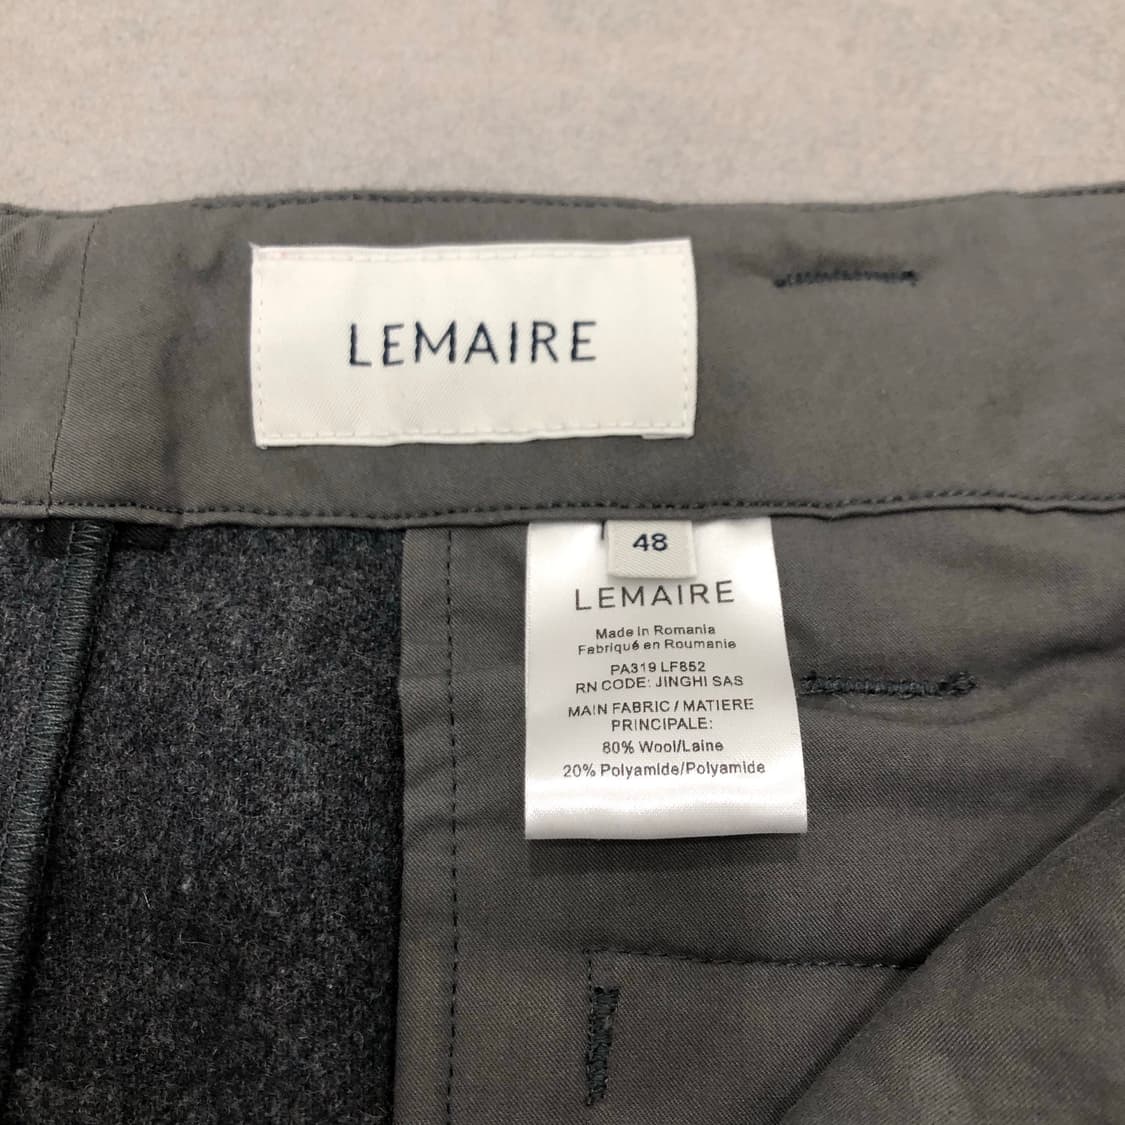 LEMAIRE
48
LEMAIRE
Made in Romania
Fabriqué en Roumanie
PA319 LF852
RN CODE: JINGHI SAS
MAIN FABRIC / MATIERE
PRINCIPALE:
80% Wool/Laine
20% Polyamide/Polyamide